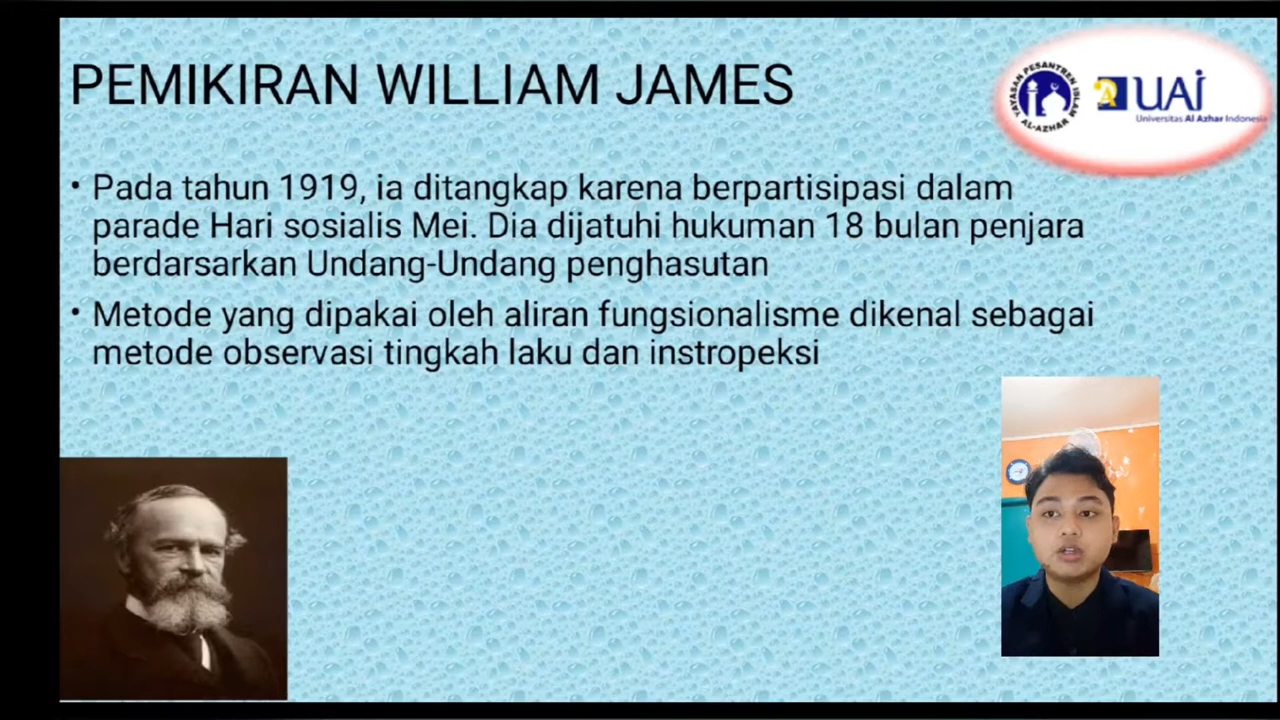 PEMIKIRAN WILLIAM JAMES
YAYASAN PESANTREN ISLAM
AL-AZHAR
UAI
Universitas Al Azhar Indonesia
• Pada tahun 1919, ia ditangkap karena berpartisipasi dalam
parade Hari sosialis Mei. Dia dijatuhi hukuman 18 bulan penjara
berdarsarkan Undang-Undang penghasutan
• Metode yang dipakai oleh aliran fungsionalisme dikenal sebagai
metode observasi tingkah laku dan instropeksi